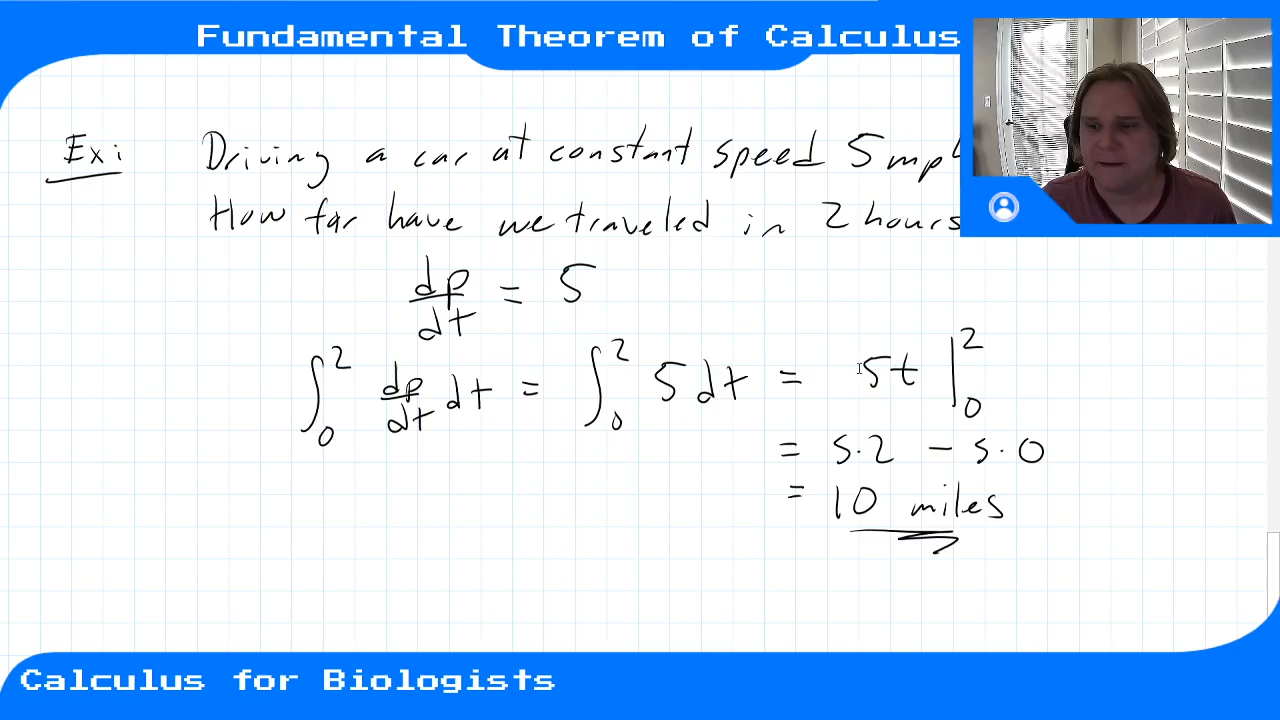 Fundamental Theorem of Calculus
Ex: Driving a car at constant speed 5 mph
How far have we traveled in 2 hours
dp/dt = 5
∫₀² dp/dt dt = ∫₀² 5 dt = 5t |₀²
= 5·2 – 5·0
= 10 miles
Calculus for Biologists